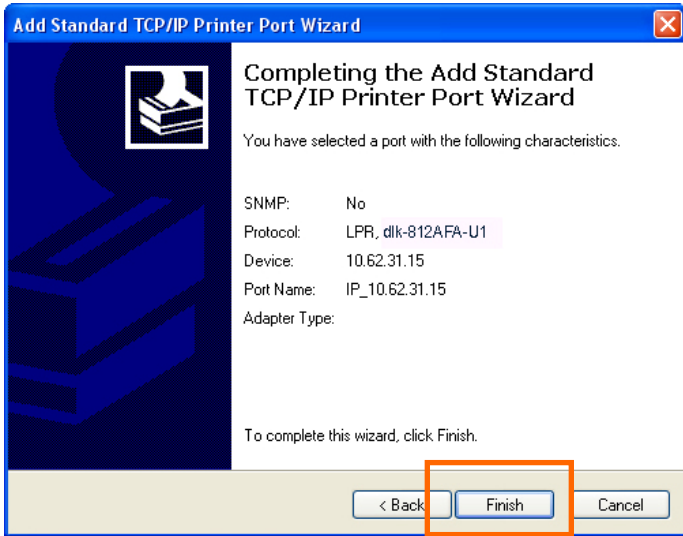 Add Standard TCP/IP Printer Port Wizard
Completing the Add Standard
TCP/IP Printer Port Wizard
You have selected a port with the following characteristics.
SNMP: No
Protocol: LPR, dlk-812AFA-U1
Device: 10.62.31.15
Port Name: IP_10.62.31.15
Adapter Type:
To complete this wizard, click Finish.
< Back Finish Cancel